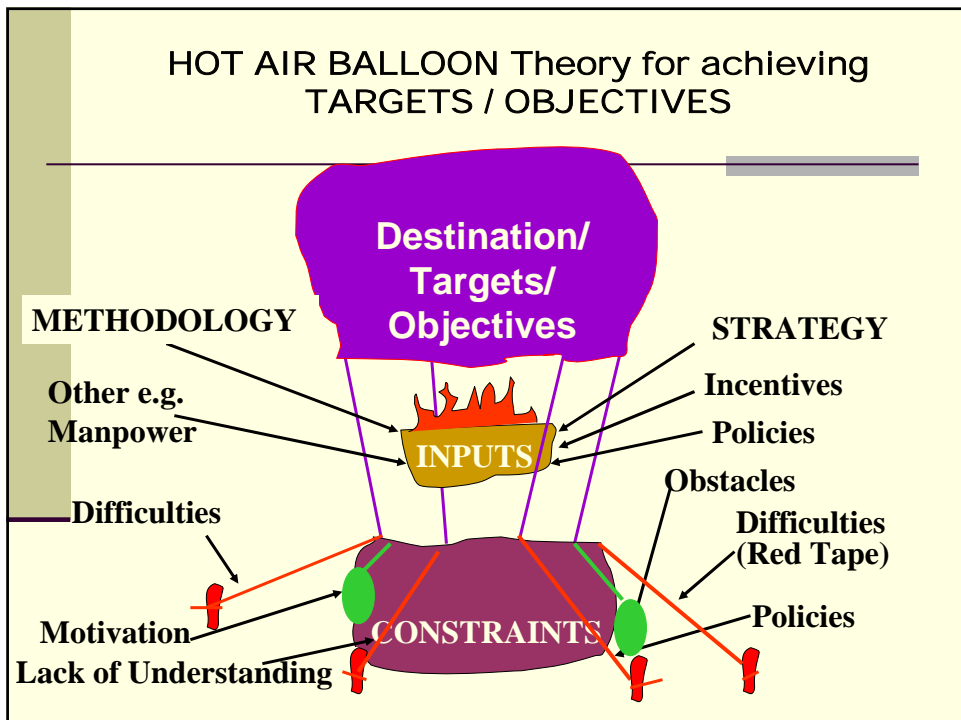 HOT AIR BALLOON Theory for achieving
TARGETS / OBJECTIVES
Destination/
Targets/
Objectives
METHODOLOGY
STRATEGY
Other e.g.
Manpower
Incentives
Policies
INPUTS
Obstacles
Difficulties
Difficulties
(Red Tape)
Motivation
CONSTRAINTS
Policies
Lack of Understanding